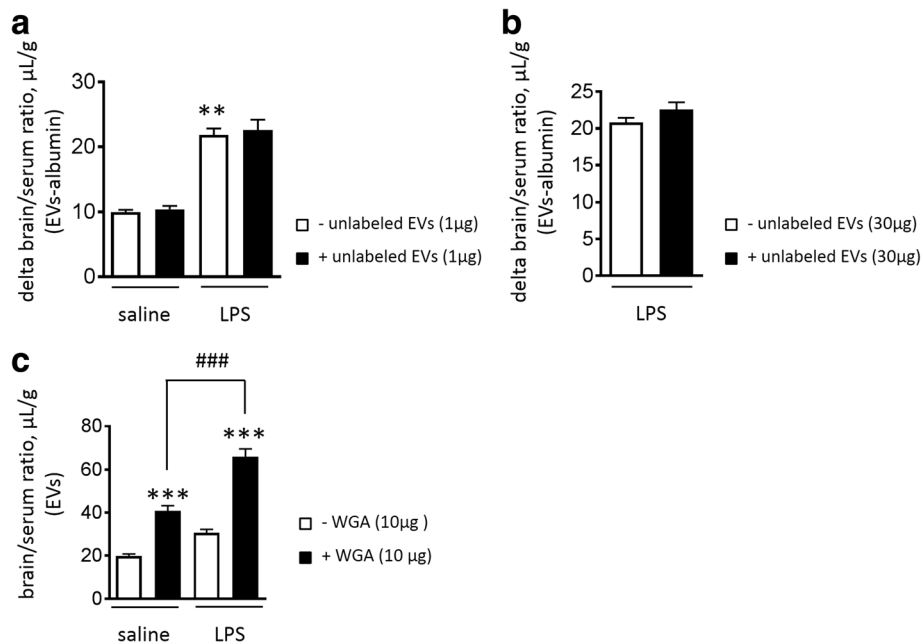 a
delta brain/serum ratio, µL/g
(EVs-albumin)
30
20
10
0
**
saline
LPS
- unlabeled EVs (1µg)
+ unlabeled EVs (1µg)
b
delta brain/serum ratio, µL/g
(EVs-albumin)
25
20
15
10
5
0
LPS
- unlabeled EVs (30µg)
+ unlabeled EVs (30µg)
c
brain/serum ratio, µL/g
(EVs)
80
60
40
20
0
###
***
***
saline
LPS
- WGA (10µg )
+ WGA (10 µg)